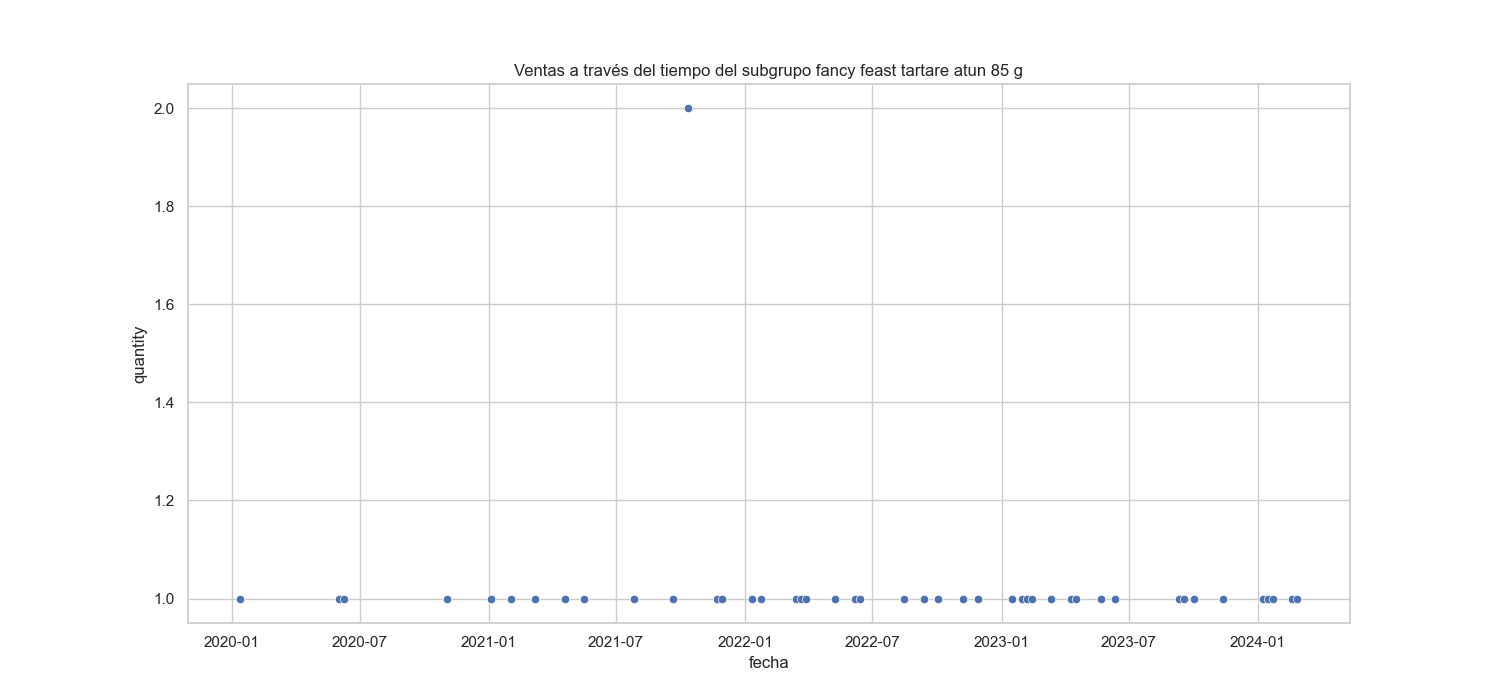 Ventas a través del tiempo del subgrupo fancy feast tartare atun 85 g
2.0
1.8
1.6
1.4
1.2
1.0
quantity
2020-01 2020-07 2021-01 2021-07 2022-01 2022-07 2023-01 2023-07 2024-01
fecha